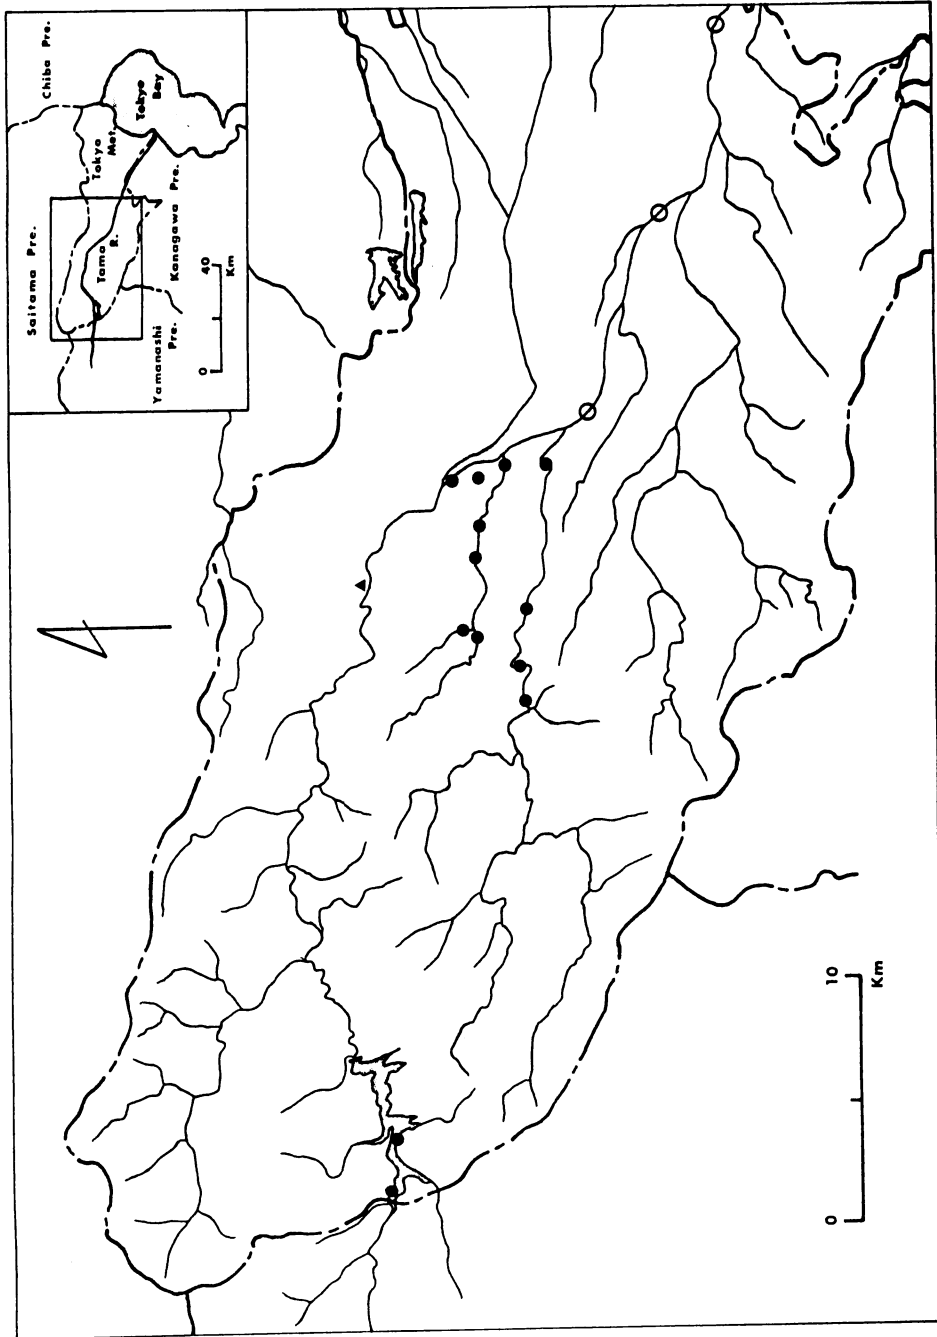 Chiba Pre.
Saitama Pre.
Tokyo
Met.
Tokyo
Bay
Tama
R.
Kanagawa Pre.
Yamanashi
Pre.
0
40
Km
0
10
Km